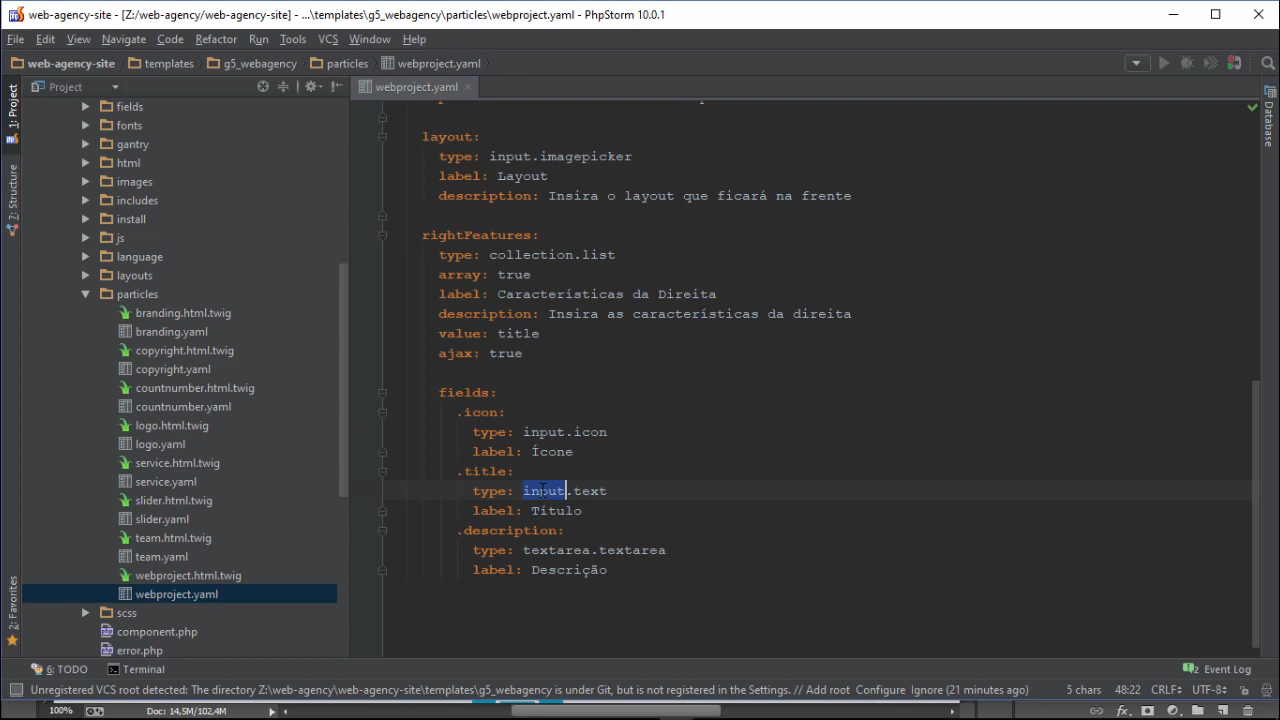 web-agency-site - [Z:/web-agency/web-agency-site] - ...\templates\g5_webagency\particles\webproject.yaml - PhpStorm 10.0.1
File Edit View Navigate Code Refactor Run Tools VCS Window Help
web-agency-site templates g5_webagency particles webproject.yaml
Project
webproject.yaml
1: Project
7: Structure
2: Favorites
Database
fields
fonts
gantry
html
images
includes
install
js
language
layouts
particles
branding.html.twig
branding.yaml
copyright.html.twig
copyright.yaml
countnumber.html.twig
countnumber.yaml
logo.html.twig
logo.yaml
service.html.twig
service.yaml
slider.html.twig
slider.yaml
team.html.twig
team.yaml
webproject.html.twig
webproject.yaml
scss
component.php
error.php
layout:
type: input.imagepicker
label: Layout
description: Insira o layout que ficará na frente
rightFeatures:
type: collection.list
array: true
label: Características da Direita
description: Insira as características da direita
value: title
ajax: true
fields:
.icon:
type: input.icon
label: Ícone
.title:
type: input.text
label: Título
.description:
type: textarea.textarea
label: Descrição
6: TODO Terminal
2 Event Log
Unregistered VCS root detected: The directory Z:\web-agency\web-agency-site\templates\g5_webagency is under Git, but is not registered in the Settings. // Add root Configure Ignore (21 minutes ago) 5 chars 48:22 CRLF UTF-8
100% Doc: 14,5M/102,4M